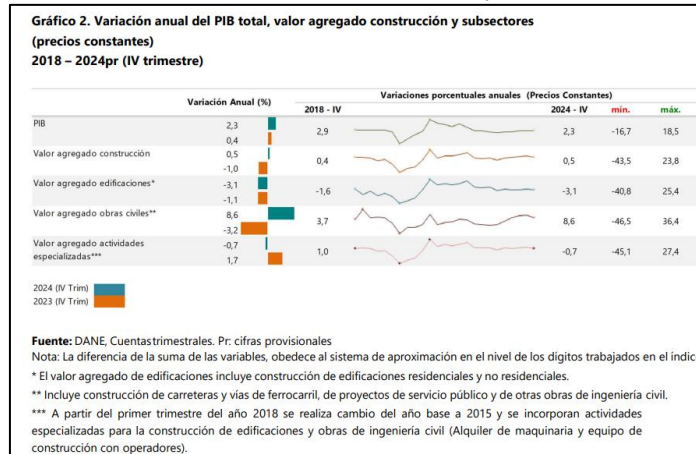 Gráfico 2. Variación anual del PIB total, valor agregado construcción y subsectores
(precios constantes)
2018 – 2024pr (IV trimestre)
Variación Anual (%)
Variaciones porcentuales anuales (Precios Constantes)
2018 - IV 2024 - IV mín. máx.
PIB 2,3 0,4 2,9 2,3 -16,7 18,5
Valor agregado construcción 0,5 -1,0 0,4 0,5 -43,5 23,8
Valor agregado edificaciones* -3,1 -1,1 -1,6 -3,1 -40,8 25,4
Valor agregado obras civiles** 8,6 -3,2 3,7 8,6 -46,5 36,4
Valor agregado actividades
especializadas*** -0,7 1,7 1,0 -0,7 -45,1 27,4
2024 (IV Trim)
2023 (IV Trim)
Fuente: DANE, Cuentas trimestrales. Pr: cifras provisionales
Nota: La diferencia de la suma de las variables, obedece al sistema de aproximación en el nivel de los digitos trabajados en el índic
* El valor agregado de edificaciones incluye construcción de edificaciones residenciales y no residenciales.
** Incluye construcción de carreteras y vías de ferrocarril, de proyectos de servicio público y de otras obras de ingeniería civil.
*** A partir del primer trimestre del año 2018 se realiza cambio del año base a 2015 y se incorporan actividades
especializadas para la construcción de edificaciones y obras de ingeniería civil (Alquiler de maquinaria y equipo de
construcción con operadores).